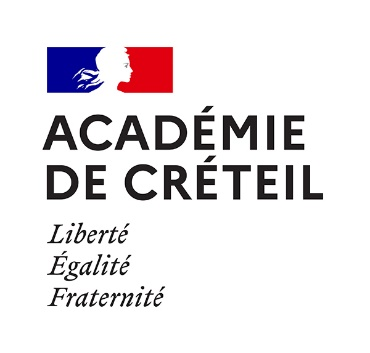 ACADÉMIE
DE CRÉTEIL
Liberté
Égalité
Fraternité